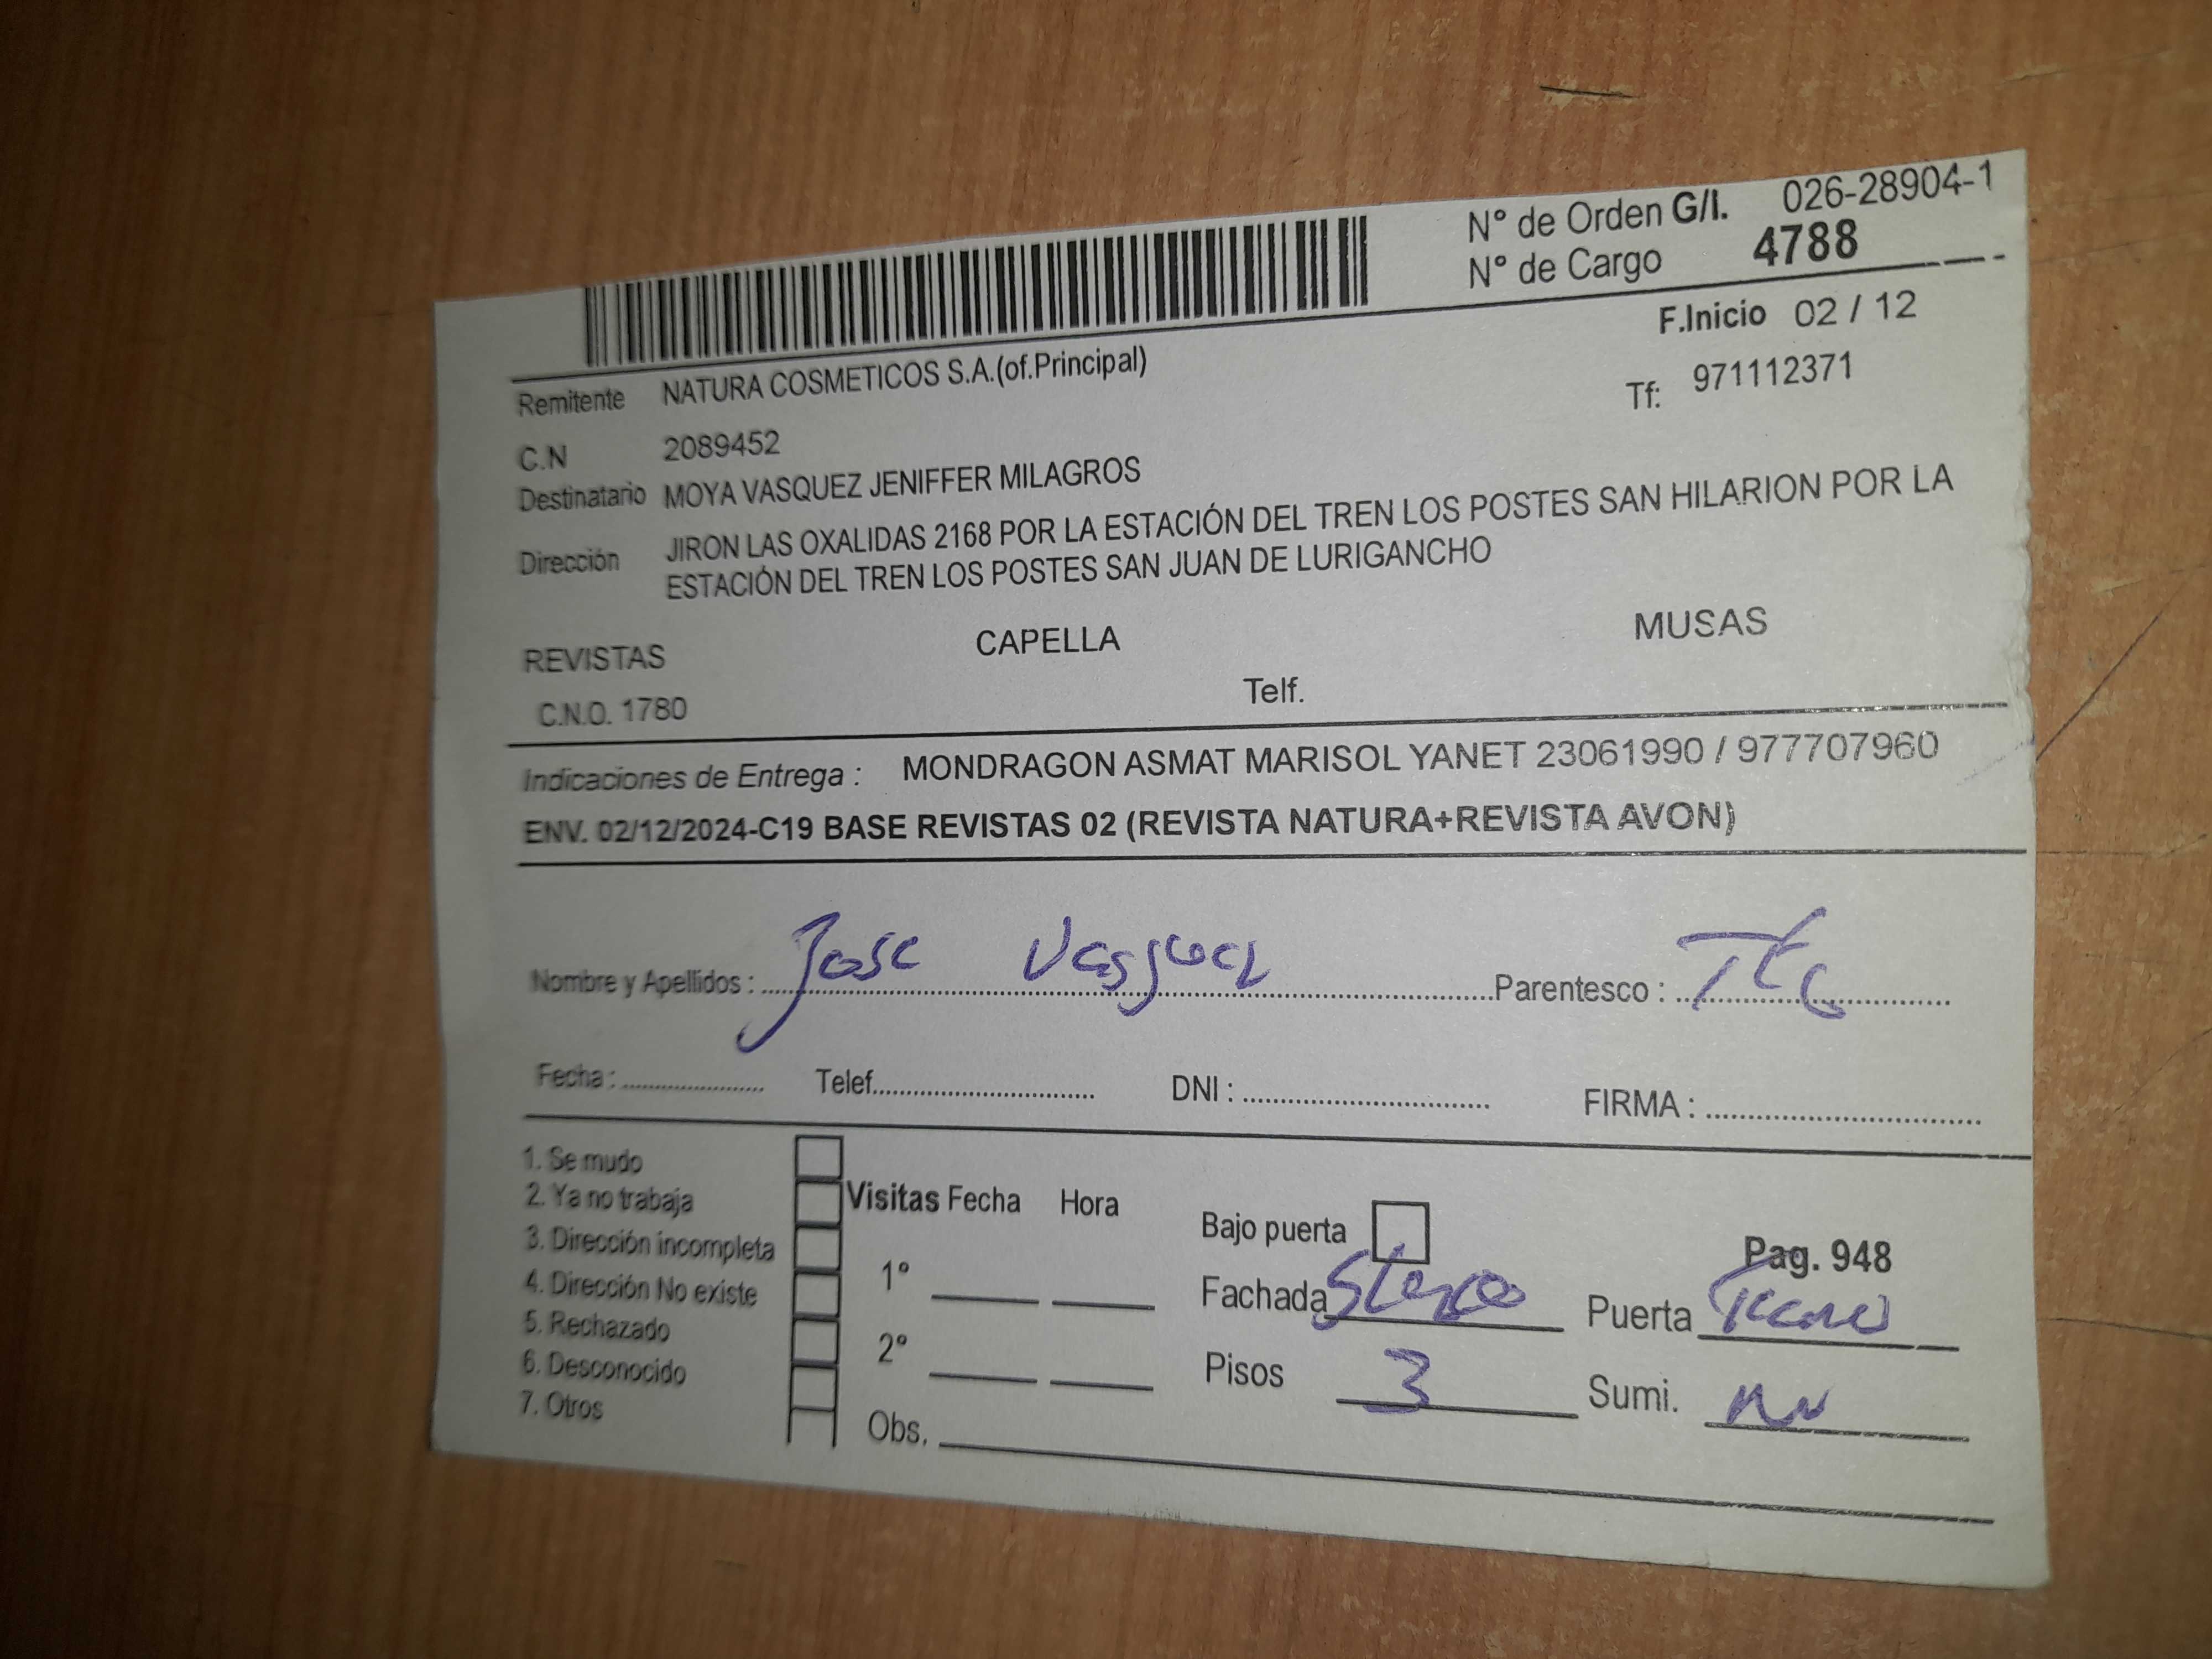 N° de Orden G/I. 026-28904-1
N° de Cargo 4788
F.Inicio 02 / 12
Remitente NATURA COSMETICOS S.A.(of.Principal)
Tf: 971112371
C.N 2089452
Destinatario MOYA VASQUEZ JENIFFER MILAGROS
Dirección JIRON LAS OXALIDAS 2168 POR LA ESTACIÓN DEL TREN LOS POSTES SAN HILARION POR LA
ESTACIÓN DEL TREN LOS POSTES SAN JUAN DE LURIGANCHO
REVISTAS CAPELLA MUSAS
C.N.O. 1780 Telf.
Indicaciones de Entrega : MONDRAGON ASMAT MARISOL YANET 23061990 / 977707960
ENV. 02/12/2024-C19 BASE REVISTAS 02 (REVISTA NATURA+REVISTA AVON)
Nombre y Apellidos : Jose Vasquez Parentesco :
Fecha : Telef. DNI : FIRMA :
1. Se mudo
2. Ya no trabaja Visitas Fecha Hora
3. Dirección incompleta Bajo puerta Pag. 948
4. Dirección No existe 1° Fachada Puerta
5. Rechazado
6. Desconocido 2° Pisos 3 Sumi.
7. Otros Obs.